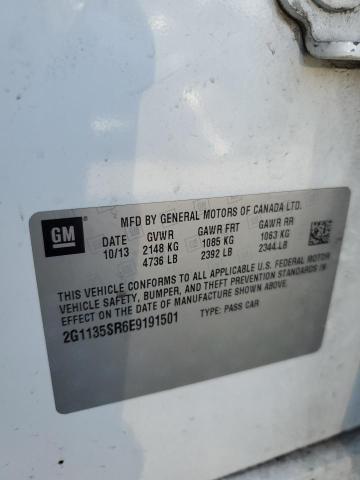 GM
MFD BY GENERAL MOTORS OF CANADA LTD.
DATE GVWR GAWR FRT GAWR RR
10/13 2148 KG 1085 KG 1063 KG
4736 LB 2392 LB 2344 LB
THIS VEHICLE CONFORMS TO ALL APPLICABLE U.S. FEDERAL MOTOR
VEHICLE SAFETY, BUMPER, AND THEFT PREVENTION STANDARDS IN
EFFECT ON THE DATE OF MANUFACTURE SHOWN ABOVE.
2G1135SR6E9191501 TYPE: PASS CAR